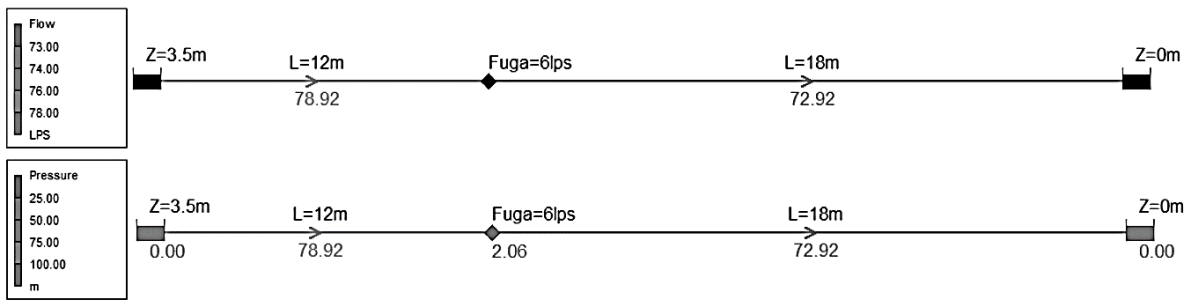 Flow
73.00
74.00
76.00
78.00
LPS
Z=3.5m
L=12m
78.92
Fuga=6lps
L=18m
72.92
Z=0m
Pressure
25.00
50.00
75.00
100.00
m
Z=3.5m
0.00
L=12m
78.92
Fuga=6lps
2.06
L=18m
72.92
Z=0m
0.00